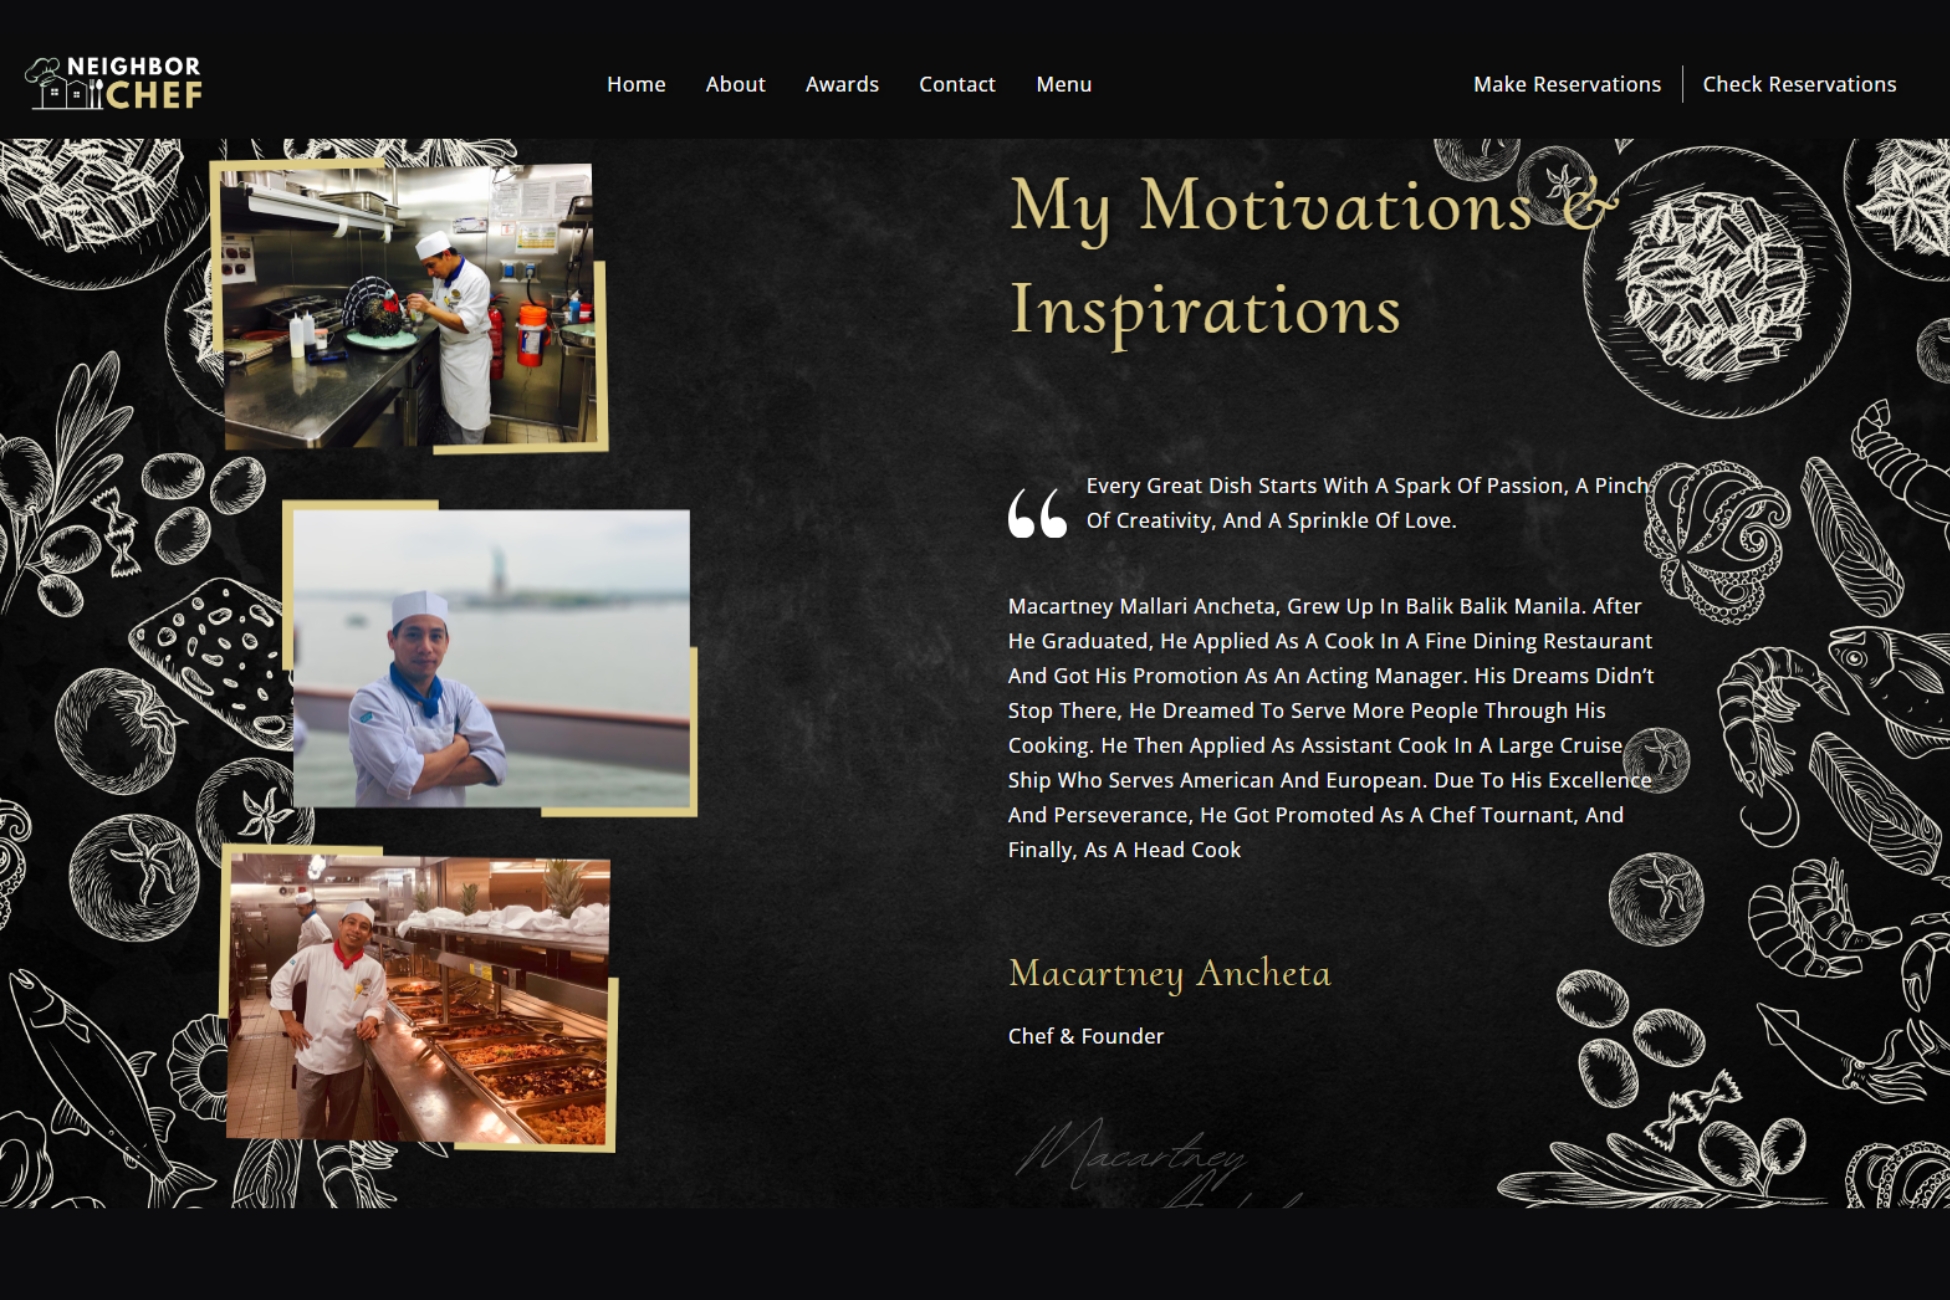 NEIGHBOR
CHEF
Home About Awards Contact Menu
Make Reservations Check Reservations
My Motivations &
Inspirations
“ Every Great Dish Starts With A Spark Of Passion, A Pinch
Of Creativity, And A Sprinkle Of Love.
Macartney Mallari Ancheta, Grew Up In Balik Balik Manila. After
He Graduated, He Applied As A Cook In A Fine Dining Restaurant
And Got His Promotion As An Acting Manager. His Dreams Didn’t
Stop There, He Dreamed To Serve More People Through His
Cooking. He Then Applied As Assistant Cook In A Large Cruise
Ship Who Serves American And European. Due To His Excellence
And Perseverance, He Got Promoted As A Chef Tournant, And
Finally, As A Head Cook
Macartney Ancheta
Chef & Founder
Macartney